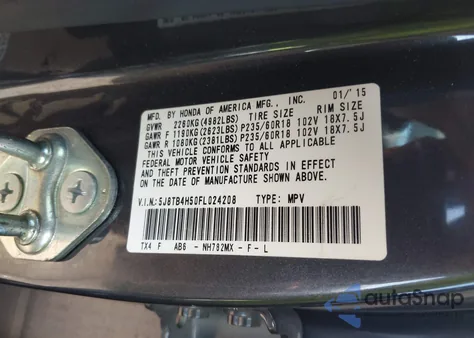 MFD. BY HONDA OF AMERICA MFG., INC. 01/'15
GVWR 2260KG(4982LBS) TIRE SIZE RIM SIZE
GAWR F 1190KG(2623LBS) P235/60R18 102V 18X7.5J
GAWR R 1080KG(2381LBS) P235/60R18 102V 18X7.5J
THIS VEHICLE CONFORMS TO ALL APPLICABLE
FEDERAL MOTOR VEHICLE SAFETY
AND THEFT PREVENTION STANDARDS IN EFFECT
ON THE DATE OF MANUFACTURE SHOWN ABOVE.
V.I.N:5J8TB4H50FL024208 TYPE: MPV
TX4 F AB6 - NH782MX - F - L
autoSnap